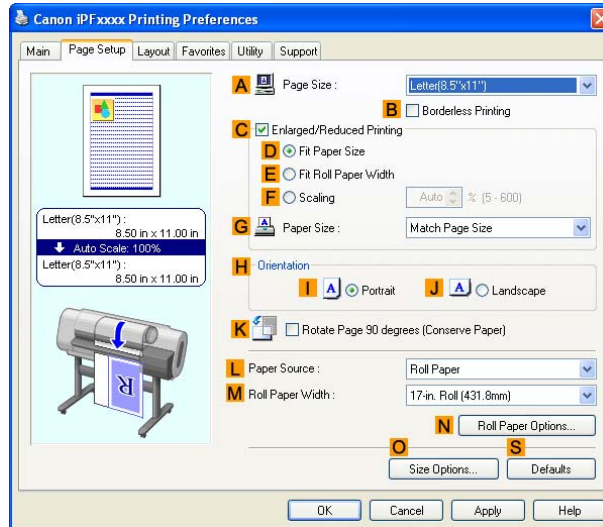 Canon iPFxxxx Printing Preferences
Main Page Setup Layout Favorites Utility Support
A Page Size : Letter(8.5"x11")
B Borderless Printing
C Enlarged/Reduced Printing
D Fit Paper Size
E Fit Roll Paper Width
F Scaling Auto % (5 - 600)
G Paper Size : Match Page Size
Letter(8.5"x11") :
8.50 in x 11.00 in
Auto Scale: 100%
Letter(8.5"x11") :
8.50 in x 11.00 in
H Orientation
I A Portrait J A Landscape
K Rotate Page 90 degrees (Conserve Paper)
R
L Paper Source : Roll Paper
M Roll Paper Width : 17-in. Roll (431.8mm)
N Roll Paper Options...
O S
Size Options... Defaults
OK Cancel Apply Help